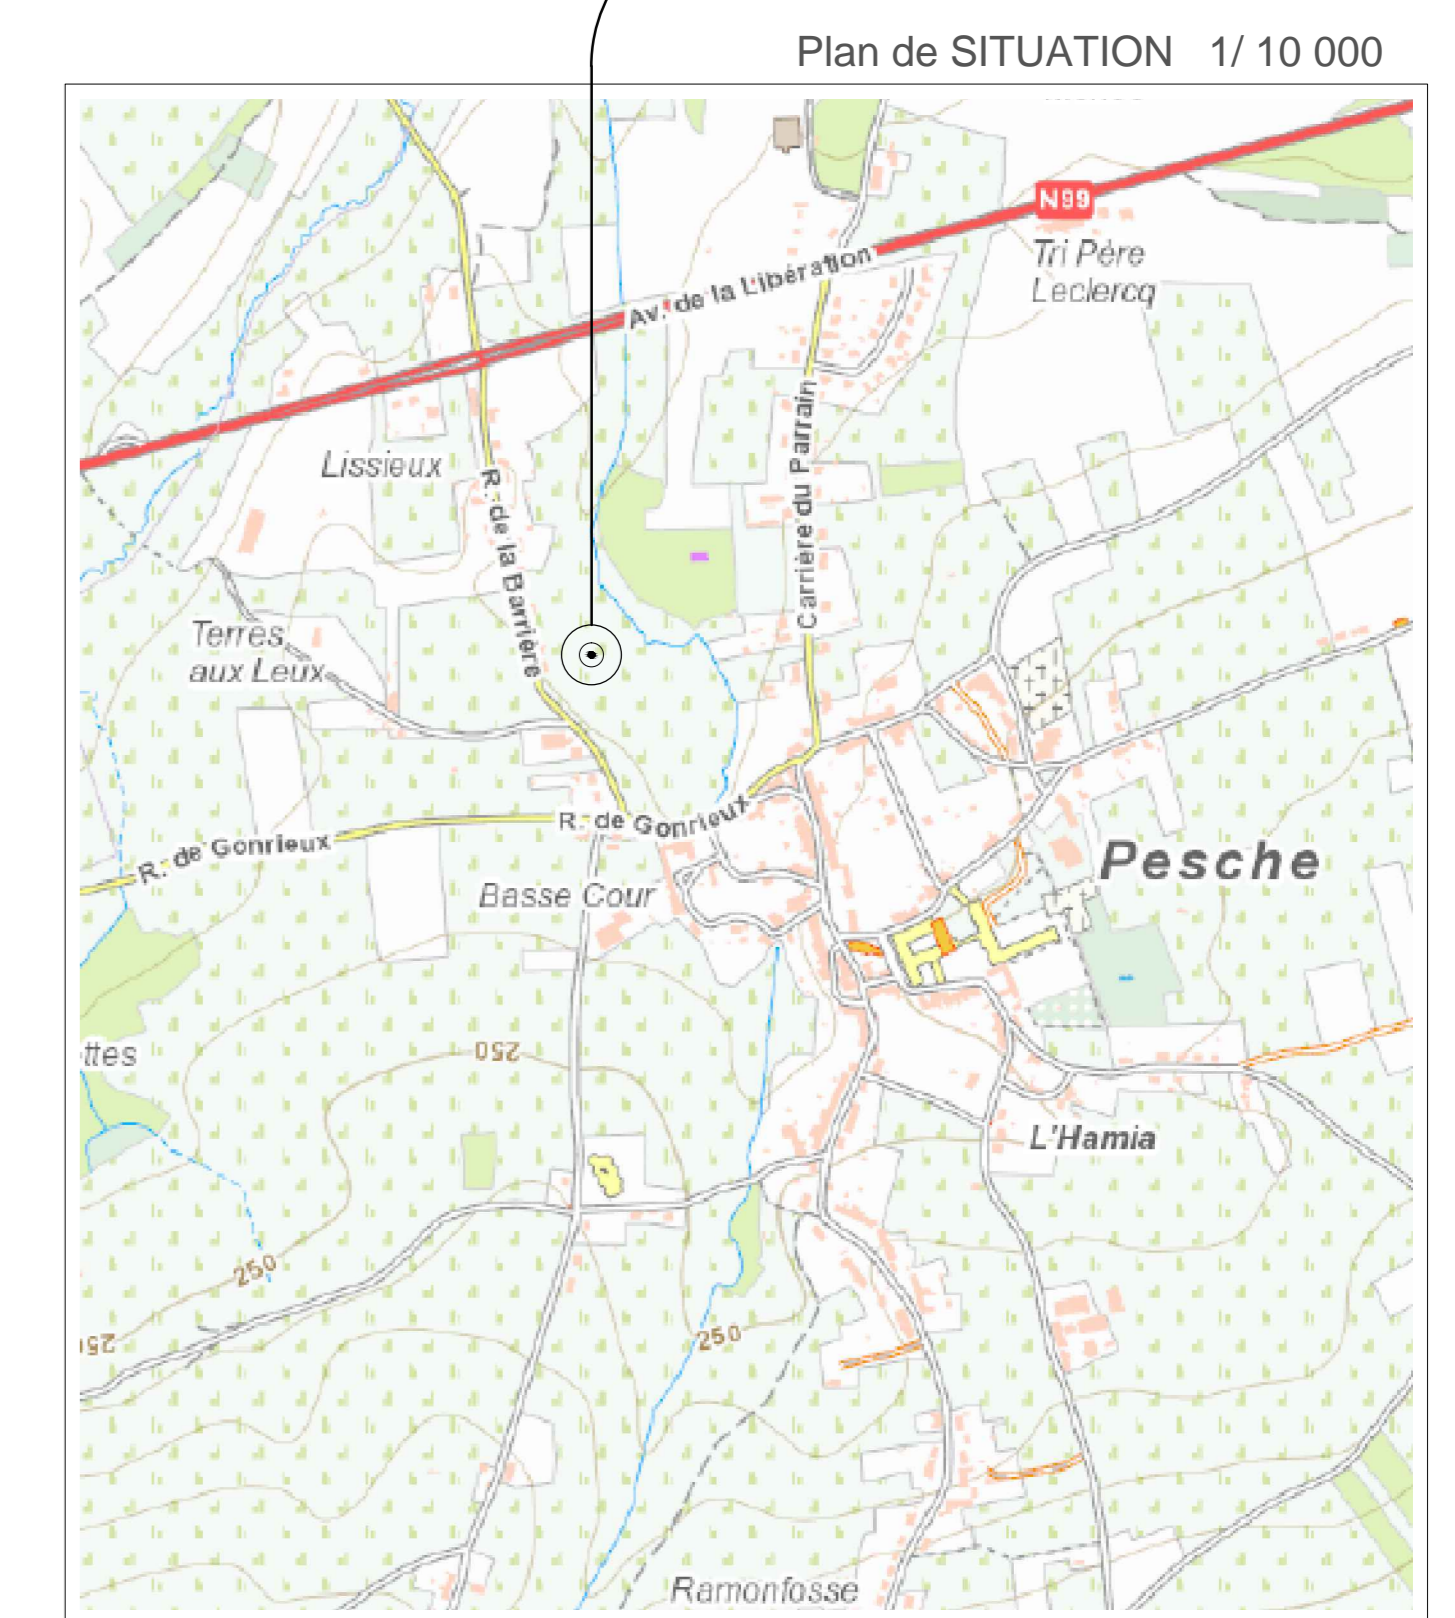 Plan de SITUATION 1/ 10 000
N99
Tri Père
Leclercq
Av. de la Libération
Lissieux
R. de la Barrière
Carrière du Parrain
Terres
aux Leux
R. de Gonrieux
R. de Gonrieux
Pesche
Basse Cour
ttes
250
L'Hamia
250
250
250
Ramonfosse